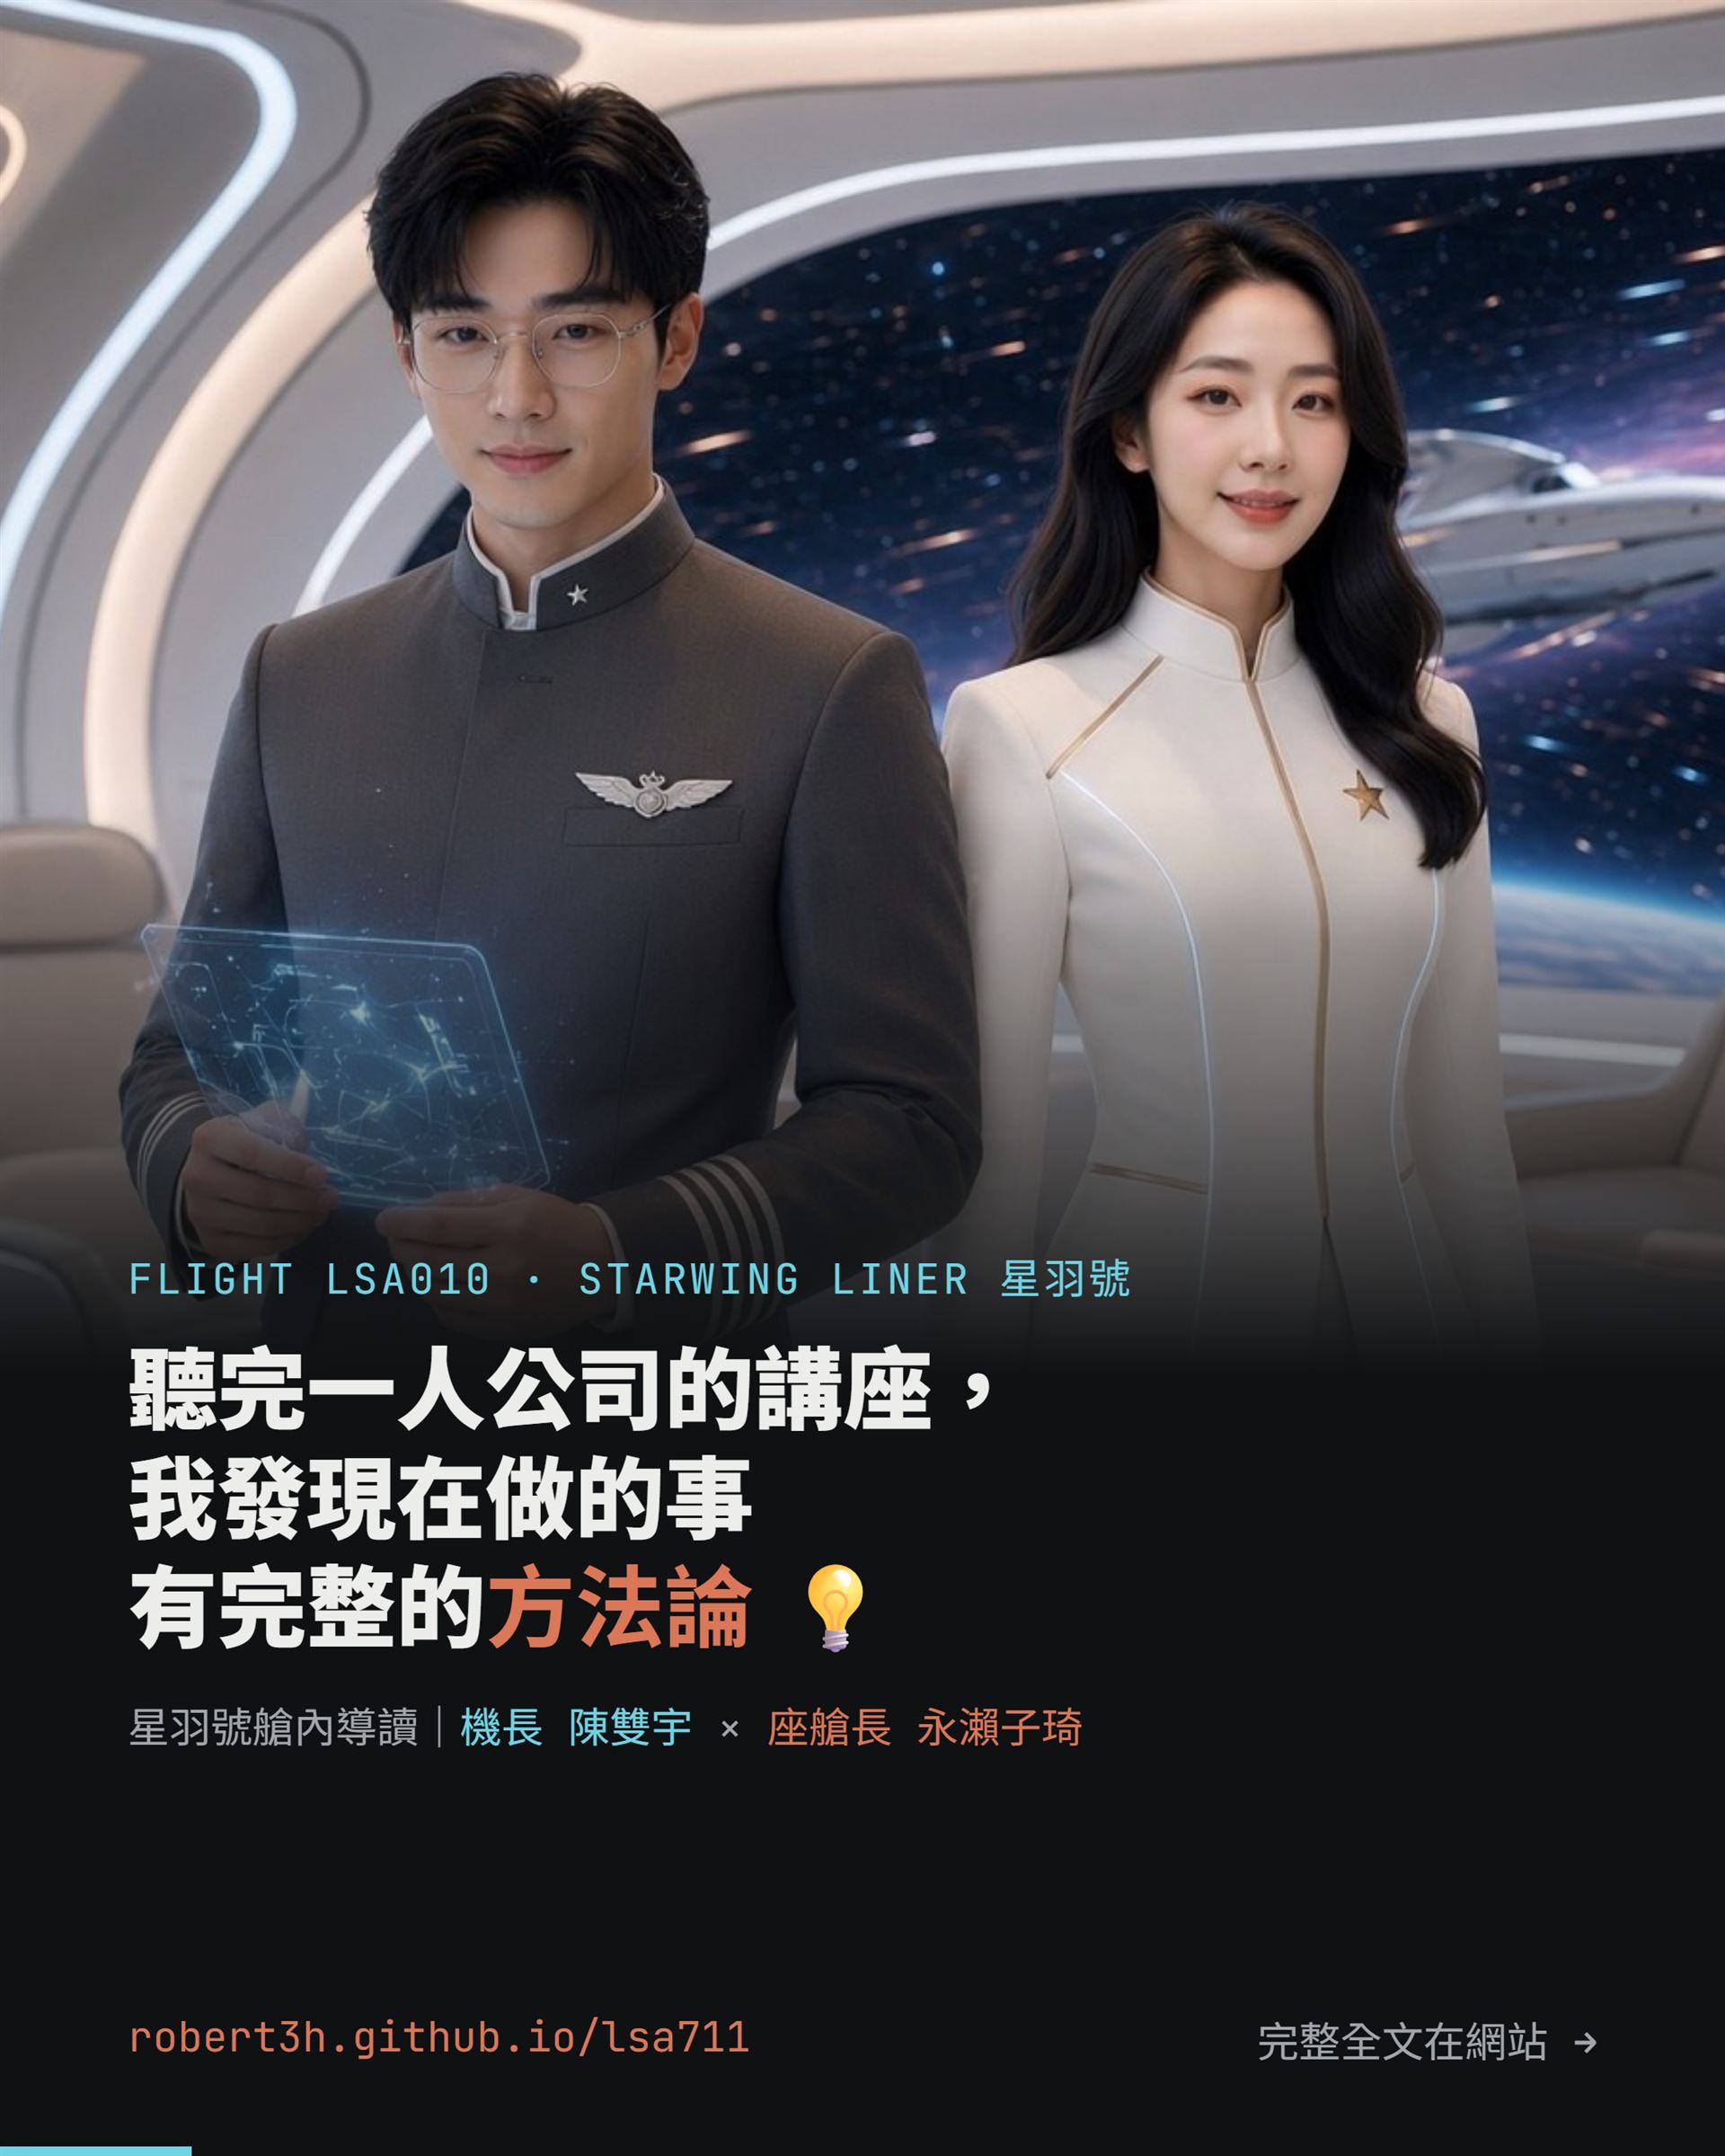 FLIGHT LSA010 · STARWING LINER 星羽號
聽完一人公司的講座，
我發現在做的事
有完整的方法論 💡
星羽號艙內導讀｜機長 陳雙宇 × 座艙長 永瀨子琦
robert3h.github.io/lsa711
完整全文在網站 →